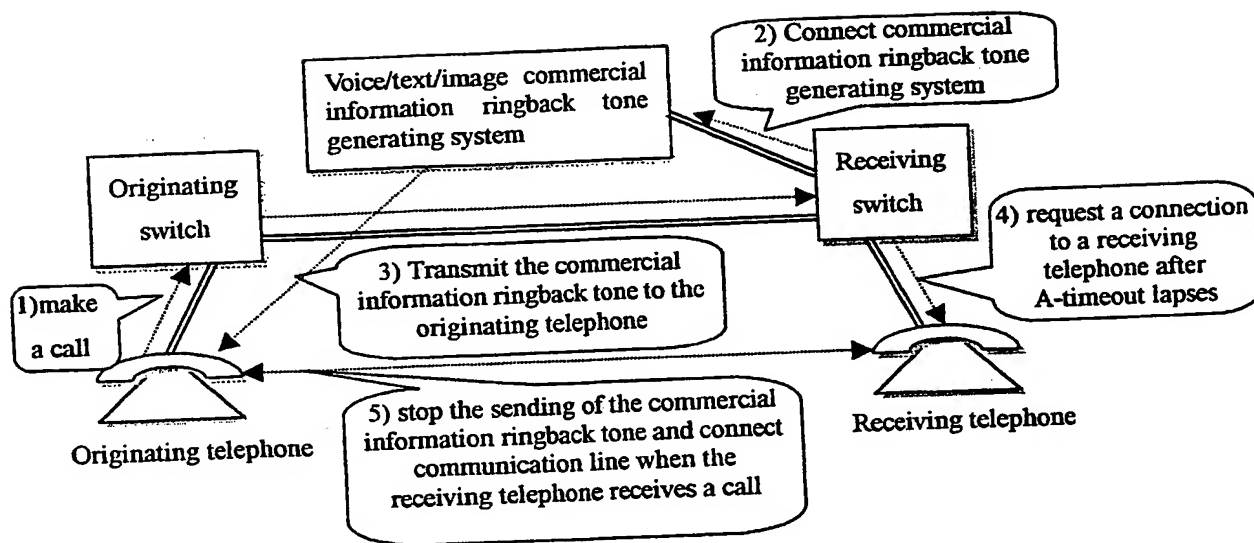 2) Connect commercial
information ringback tone
generating system
Voice/text/image commercial
information ringback tone
generating system
Originating
switch
Receiving
switch
4) request a connection
to a receiving
telephone after
A-timeout lapses
3) Transmit the commercial
information ringback tone to the
originating telephone
1)make
a call
5) stop the sending of the commercial
information ringback tone and connect
communication line when the
receiving telephone receives a call
Originating telephone
Receiving telephone